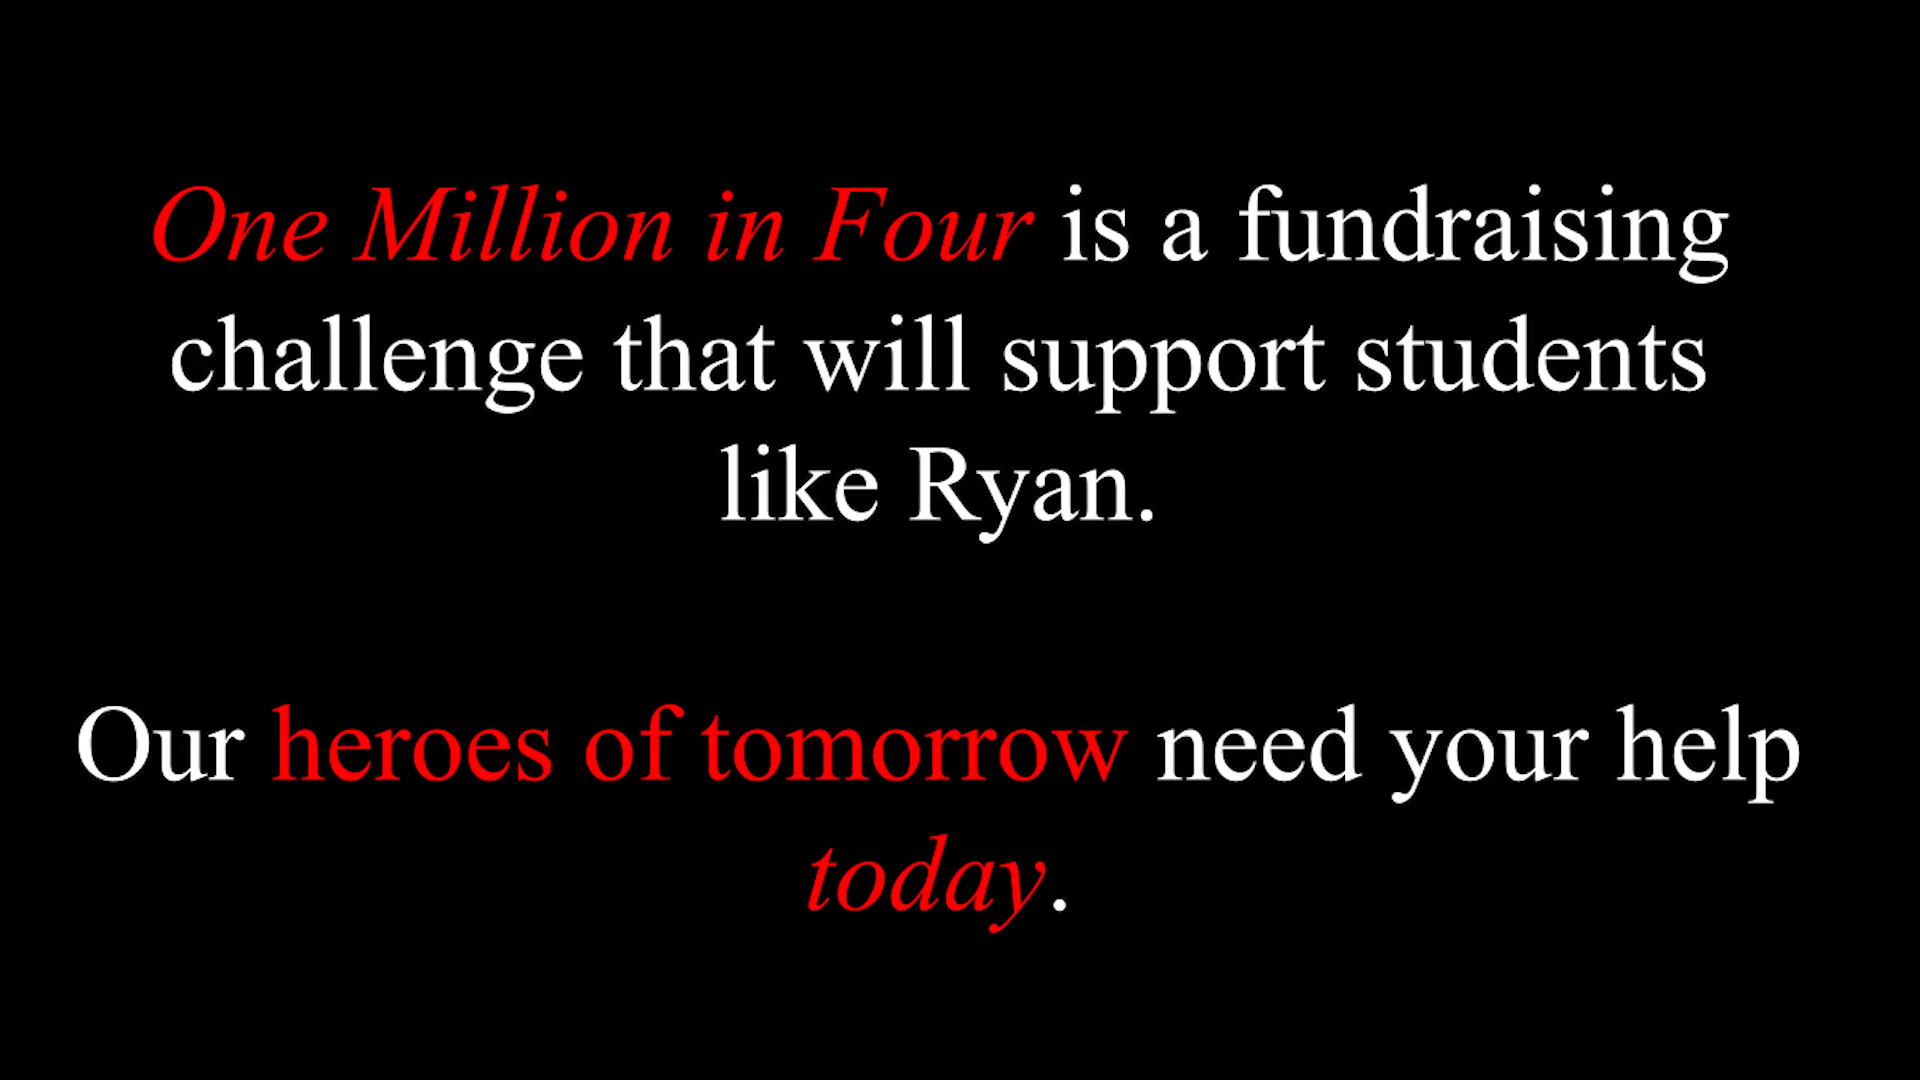 One Million in Four is a fundraising
challenge that will support students
like Ryan.
Our heroes of tomorrow need your help
today.